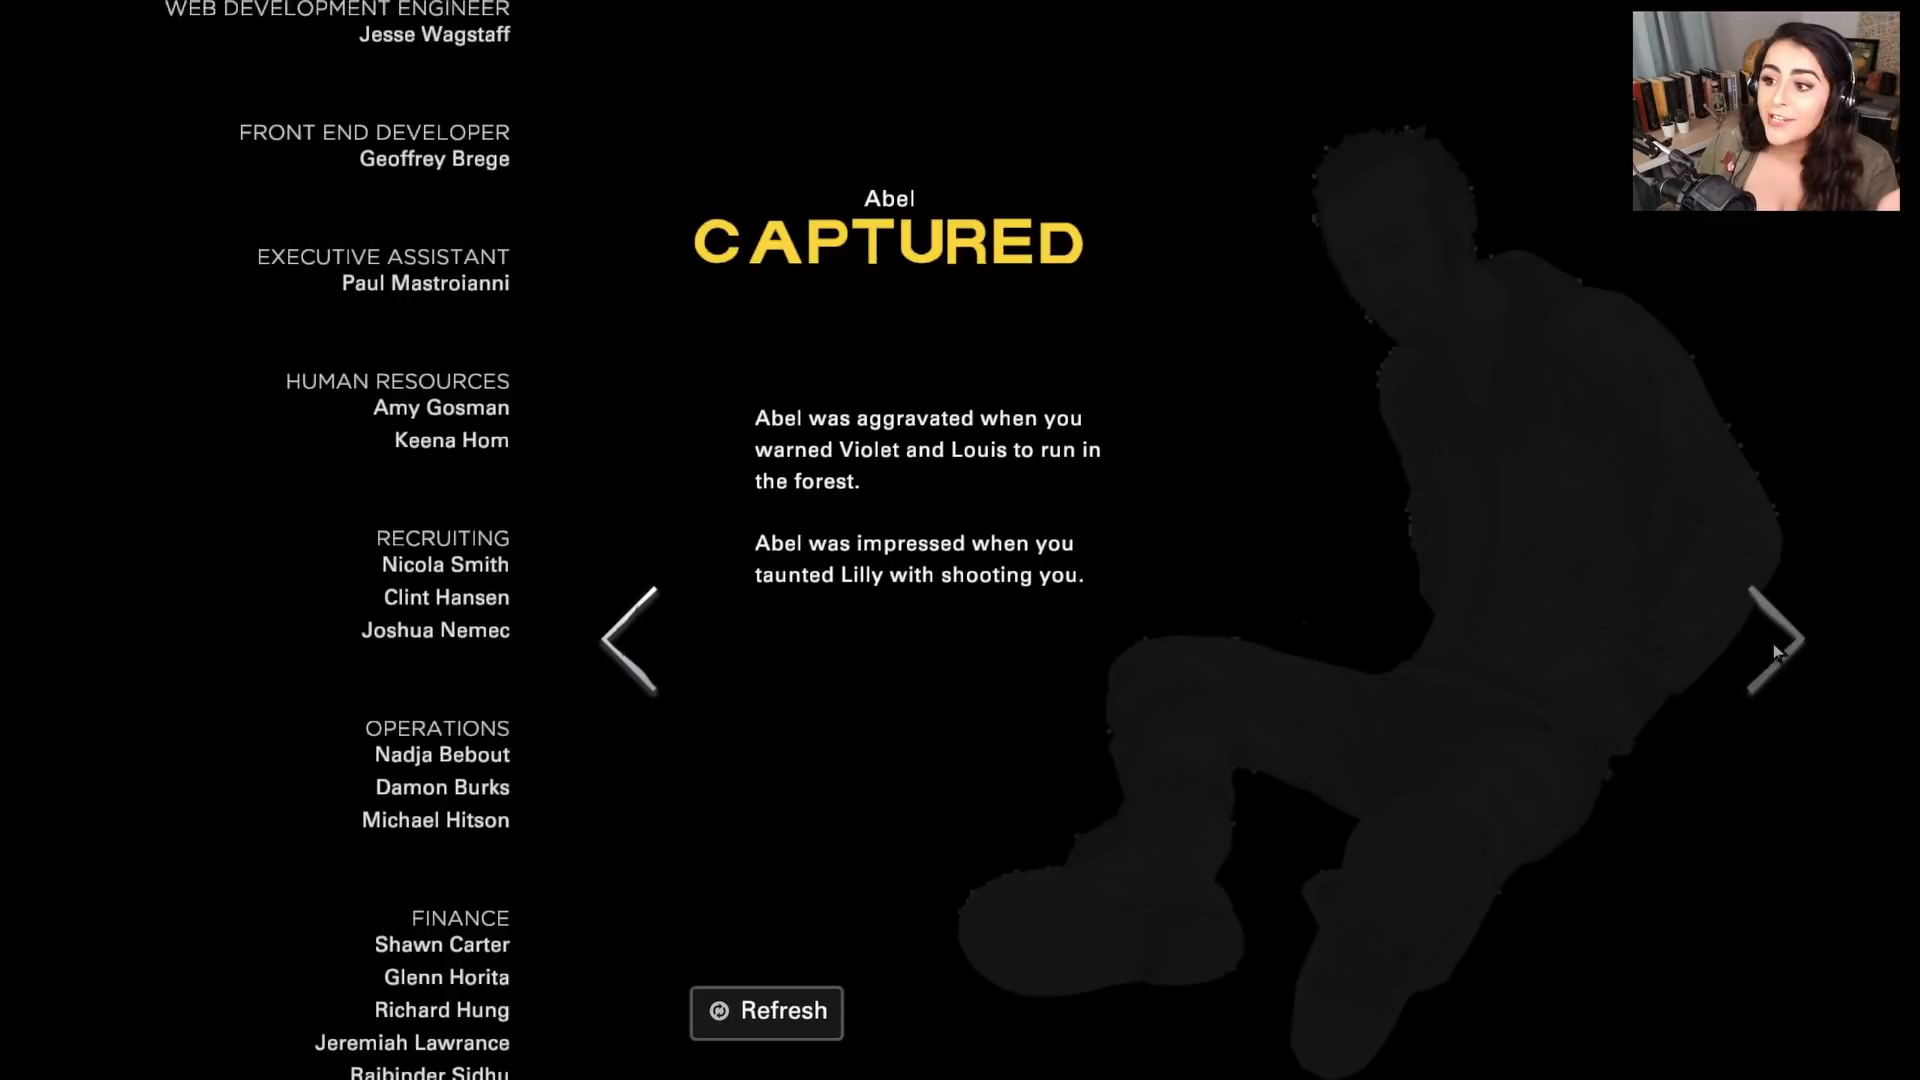 WEB DEVELOPMENT ENGINEER
Jesse Wagstaff
FRONT END DEVELOPER
Geoffrey Brege
EXECUTIVE ASSISTANT
Paul Mastroianni
HUMAN RESOURCES
Amy Gosman
Keena Hom
RECRUITING
Nicola Smith
Clint Hansen
Joshua Nemec
OPERATIONS
Nadja Bebout
Damon Burks
Michael Hitson
FINANCE
Shawn Carter
Glenn Horita
Richard Hung
Jeremiah Lawrance
Rajbinder Sidhu
Abel
CAPTURED
Abel was aggravated when you
warned Violet and Louis to run in
the forest.
Abel was impressed when you
taunted Lilly with shooting you.
Refresh